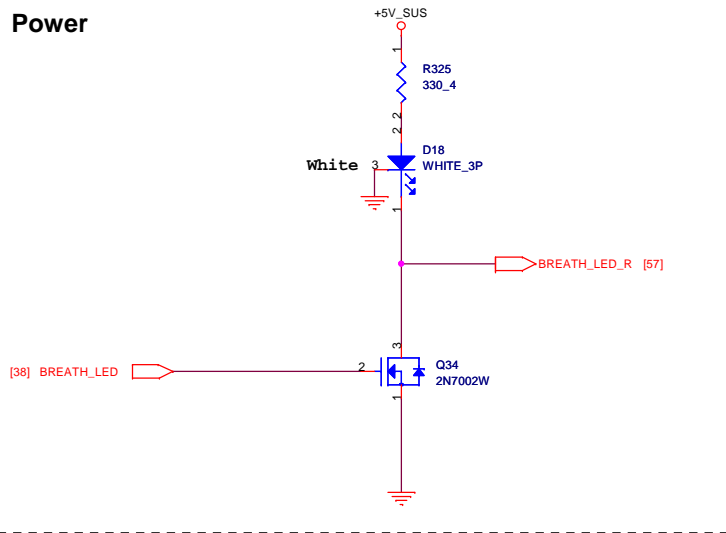 Power
+5V_SUS
1
R325
330_4
2
2
D18
White 3 WHITE_3P
1
BREATH_LED_R [57]
3
Q34
2
2N7002W
[38] BREATH_LED
1